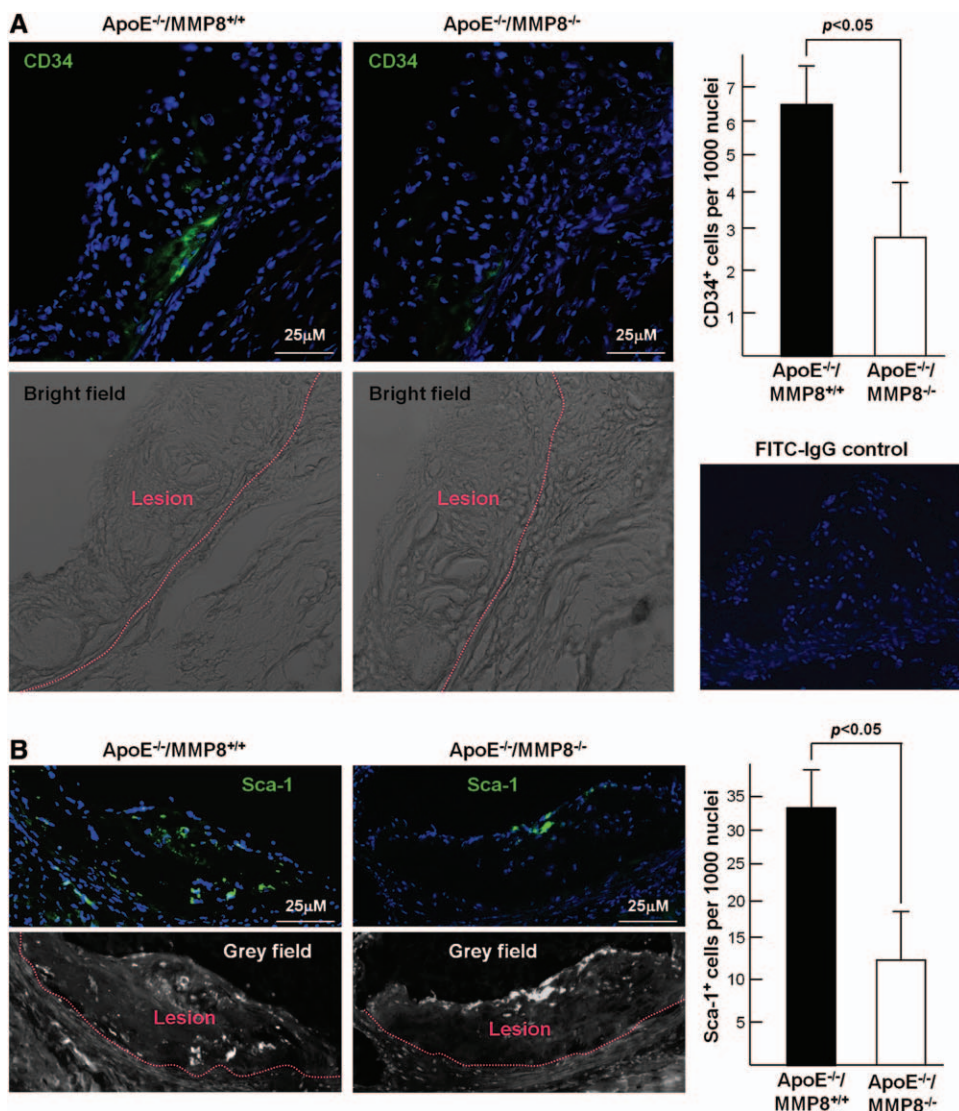 A
ApoE-/-/MMP8+/+
ApoE-/-/MMP8-/-
CD34
25μM
CD34
25μM
p<0.05
CD34+ cells per 1000 nuclei
7
6
5
4
3
2
1
ApoE-/-/
MMP8+/+
ApoE-/-/
MMP8-/-
Bright field
Lesion
Bright field
Lesion
FITC-IgG control
B
ApoE-/-/MMP8+/+
ApoE-/-/MMP8-/-
Sca-1
25μM
Sca-1
25μM
Grey field
Lesion
Grey field
Lesion
p<0.05
Sca-1+ cells per 1000 nuclei
35
30
25
20
15
10
5
ApoE-/-/
MMP8+/+
ApoE-/-/
MMP8-/-